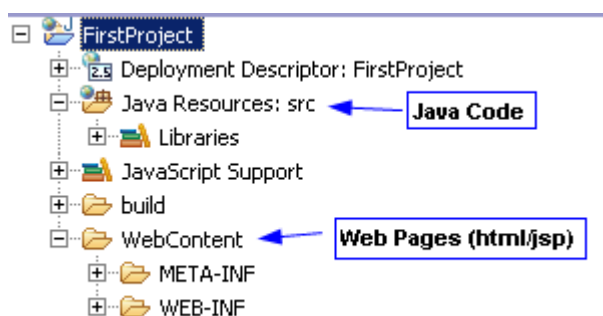 FirstProject
2.5 Deployment Descriptor: FirstProject
Java Resources: src Java Code
Libraries
JavaScript Support
build
WebContent Web Pages (html/jsp)
META-INF
WEB-INF